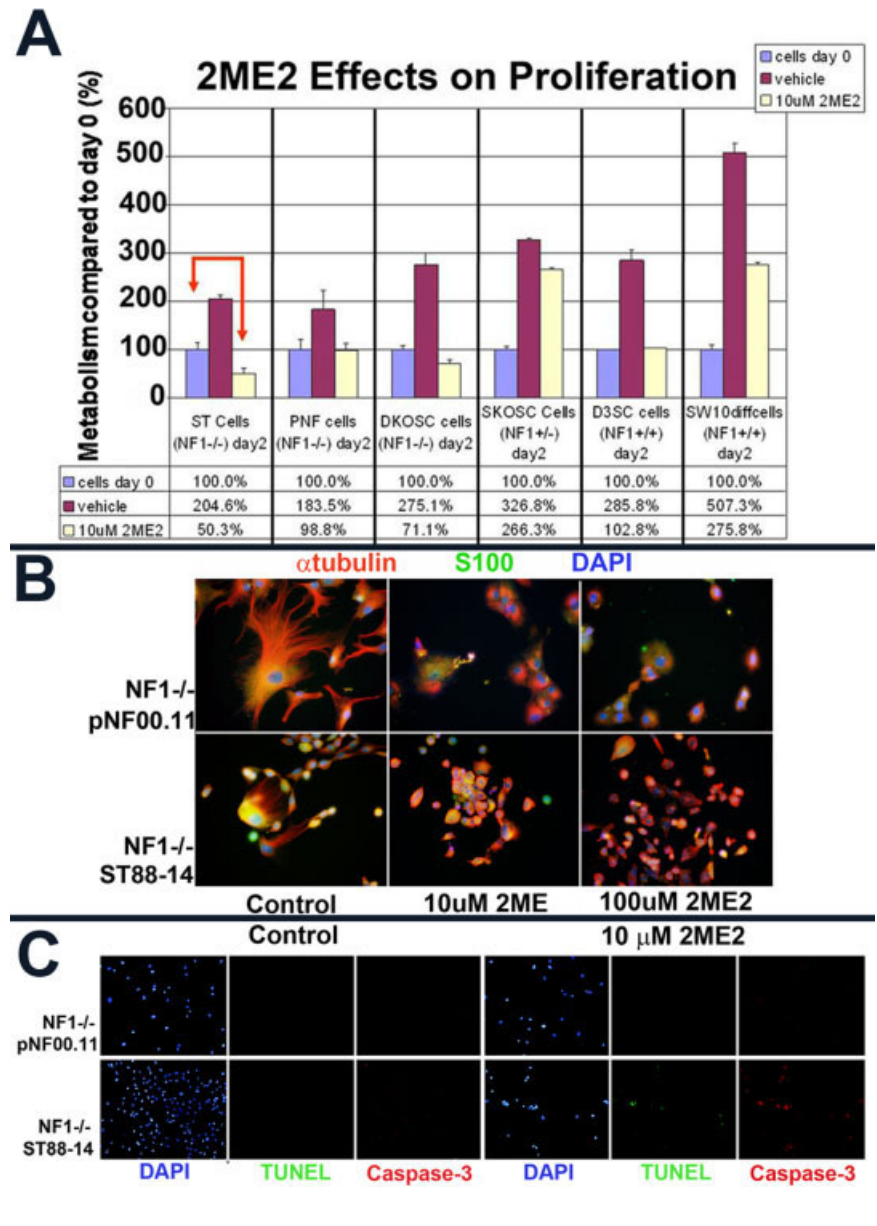 A
2ME2 Effects on Proliferation
cells day 0
vehicle
10uM 2ME2
Metabolism compared to day 0 (%)
600
500
400
300
200
100
0
ST Cells
(NF1-/-) day2
PNF cells
(NF1-/-) day2
DKOSC cells
(NF1-/-) day2
SKOSC Cells
(NF1+/-)
day2
D3SC cells
(NF1+/+)
day2
SW10diffcells
(NF1+/+)
day2
cells day 0 100.0% 100.0% 100.0% 100.0% 100.0% 100.0%
vehicle 204.6% 183.5% 275.1% 326.8% 285.8% 507.3%
10uM 2ME2 50.3% 98.8% 71.1% 266.3% 102.8% 275.8%
B
αtubulin S100 DAPI
NF1-/-
pNF00.11
NF1-/-
ST88-14
Control 10uM 2ME 100uM 2ME2
C
Control 10 μM 2ME2
NF1-/-
pNF00.11
NF1-/-
ST88-14
DAPI TUNEL Caspase-3 DAPI TUNEL Caspase-3